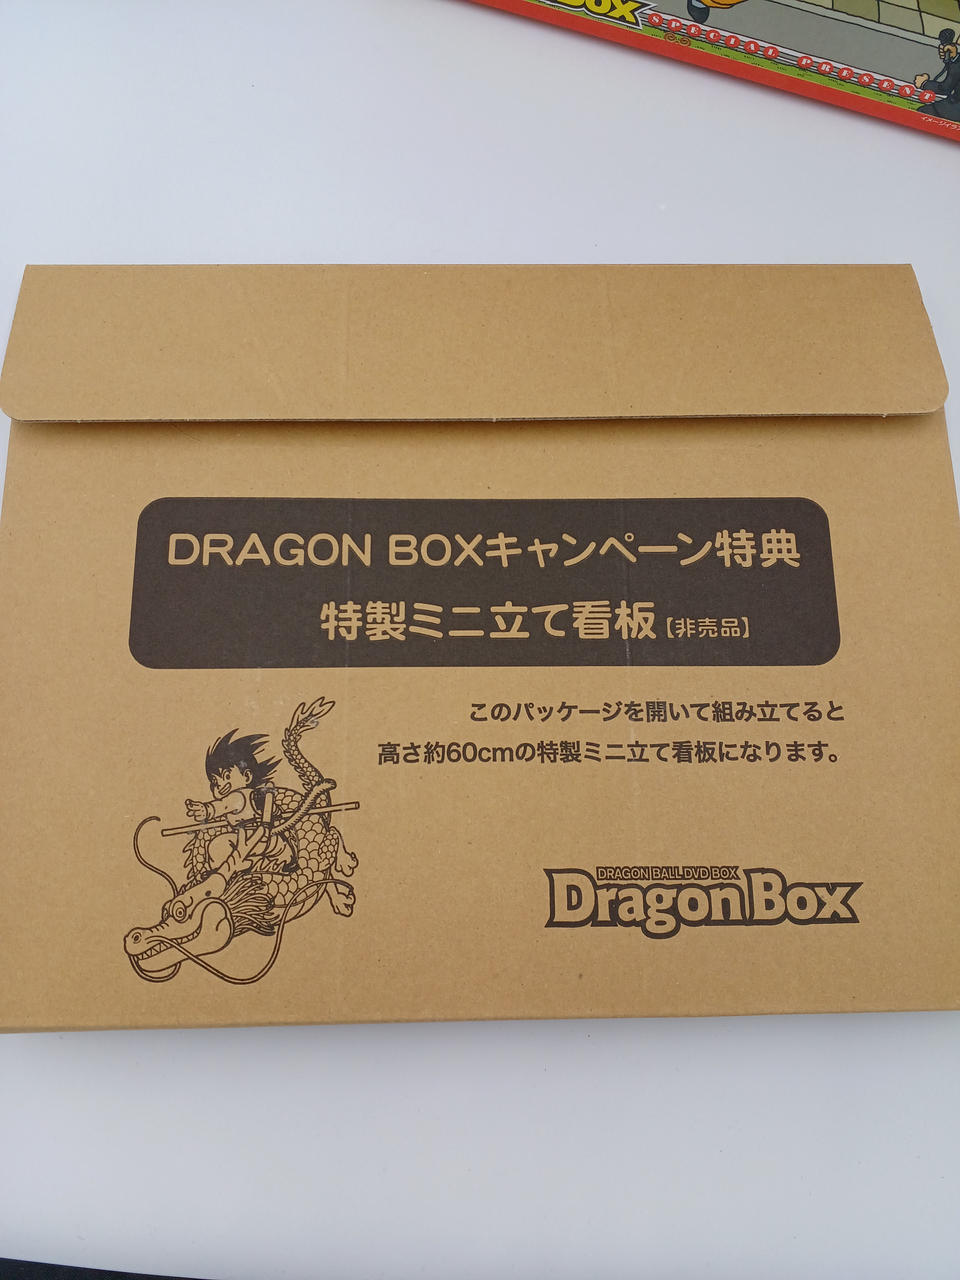 Box
SPECIAL PRESENT
DRAGON BOXキャンペーン特典
特製ミニ立て看板【非売品】
このパッケージを開いて組み立てると
高さ約60cmの特製ミニ立て看板になります。
DRAGON BALL DVD BOX
Dragon Box